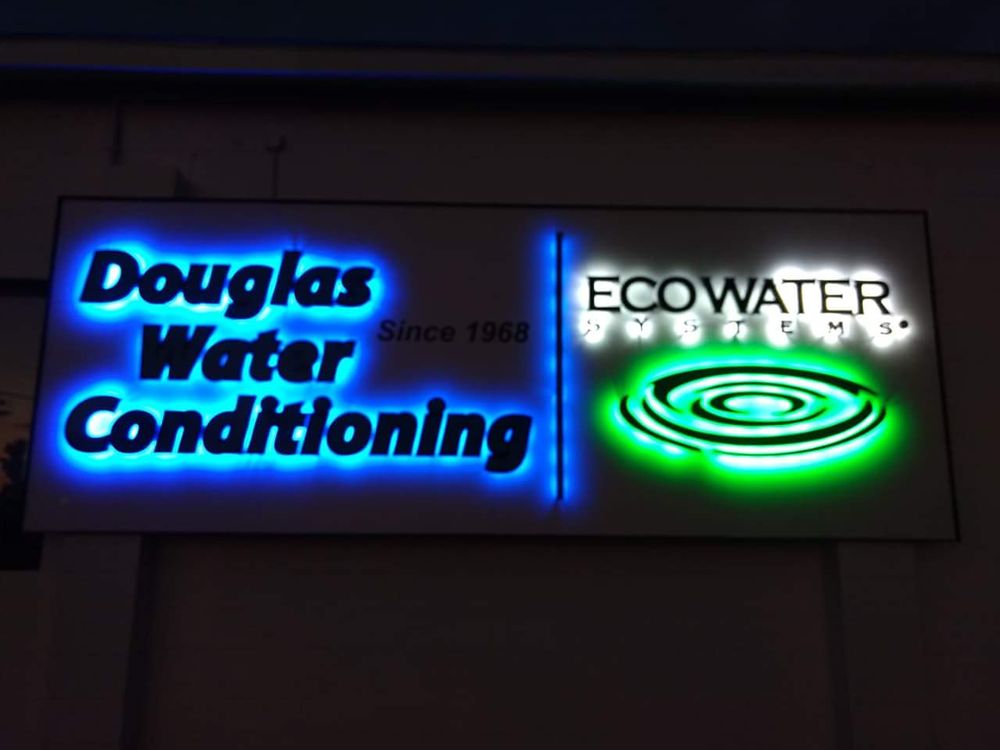 Douglas
Water
Since 1968
Conditioning
ECOWATER
SYSTEMS